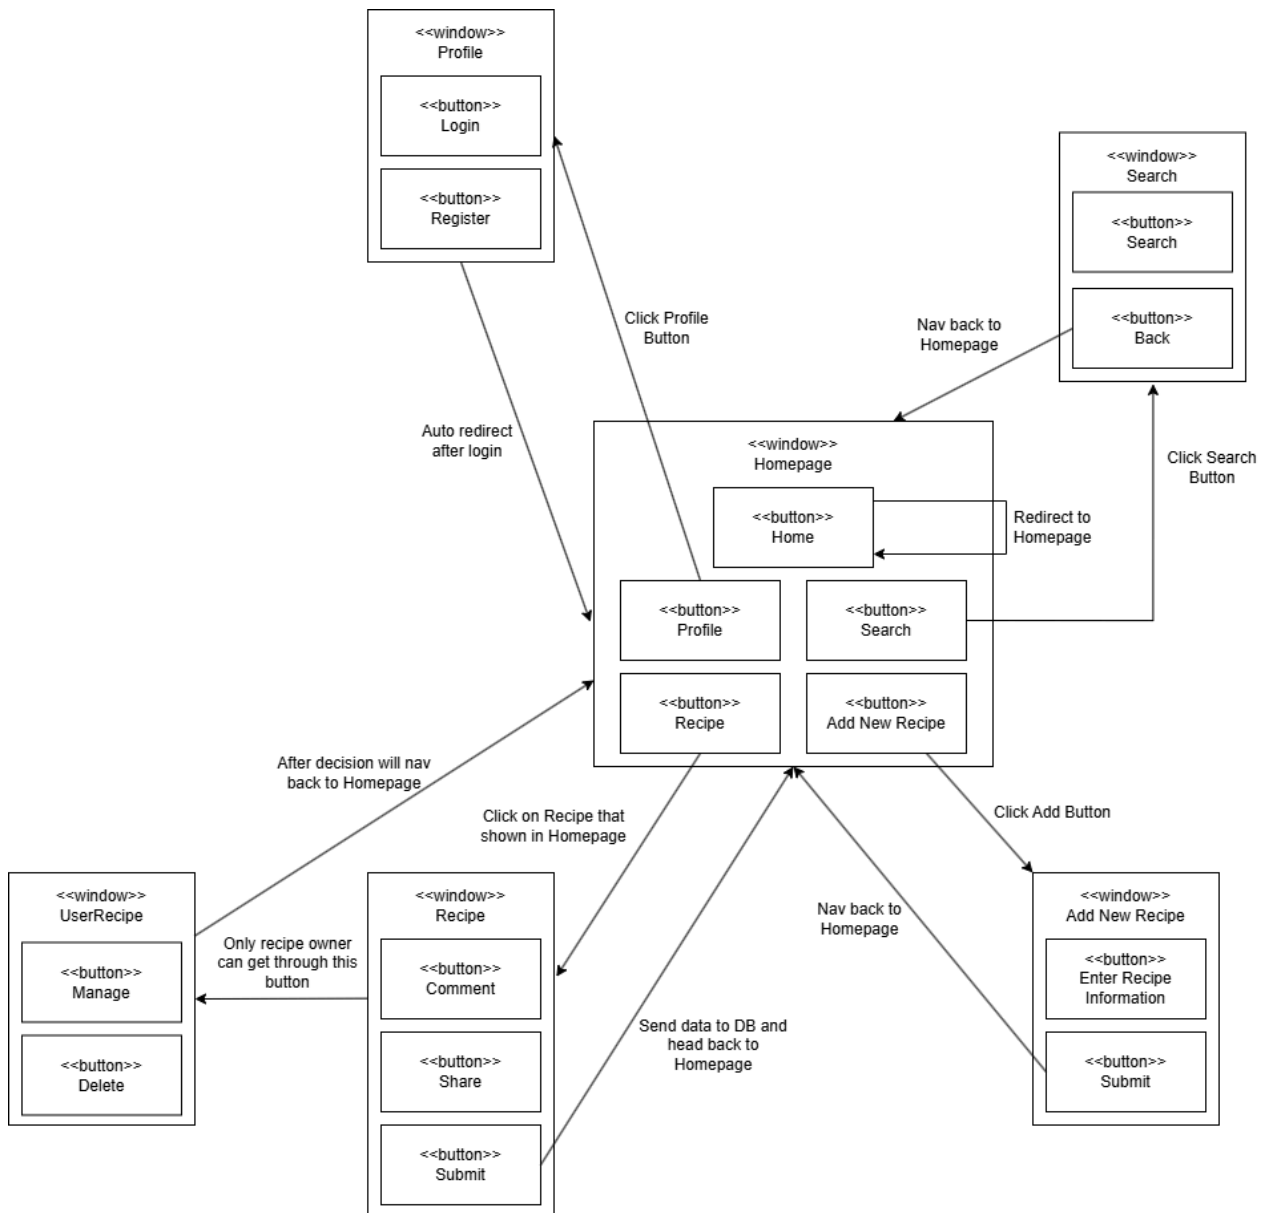 <<window>>
Profile
<<button>>
Login
<<button>>
Register
<<window>>
Search
<<button>>
Search
<<button>>
Back
Click Profile
Button
Nav back to
Homepage
Auto redirect
after login
Click Search
Button
<<window>>
Homepage
<<button>>
Home
Redirect to
Homepage
<<button>>
Profile
<<button>>
Search
<<button>>
Recipe
<<button>>
Add New Recipe
After decision will nav
back to Homepage
Click on Recipe that
shown in Homepage
Click Add Button
<<window>>
UserRecipe
<<button>>
Manage
<<button>>
Delete
Only recipe owner
can get through this
button
<<window>>
Recipe
<<button>>
Comment
<<button>>
Share
<<button>>
Submit
Send data to DB and
head back to
Homepage
Nav back to
Homepage
<<window>>
Add New Recipe
<<button>>
Enter Recipe
Information
<<button>>
Submit